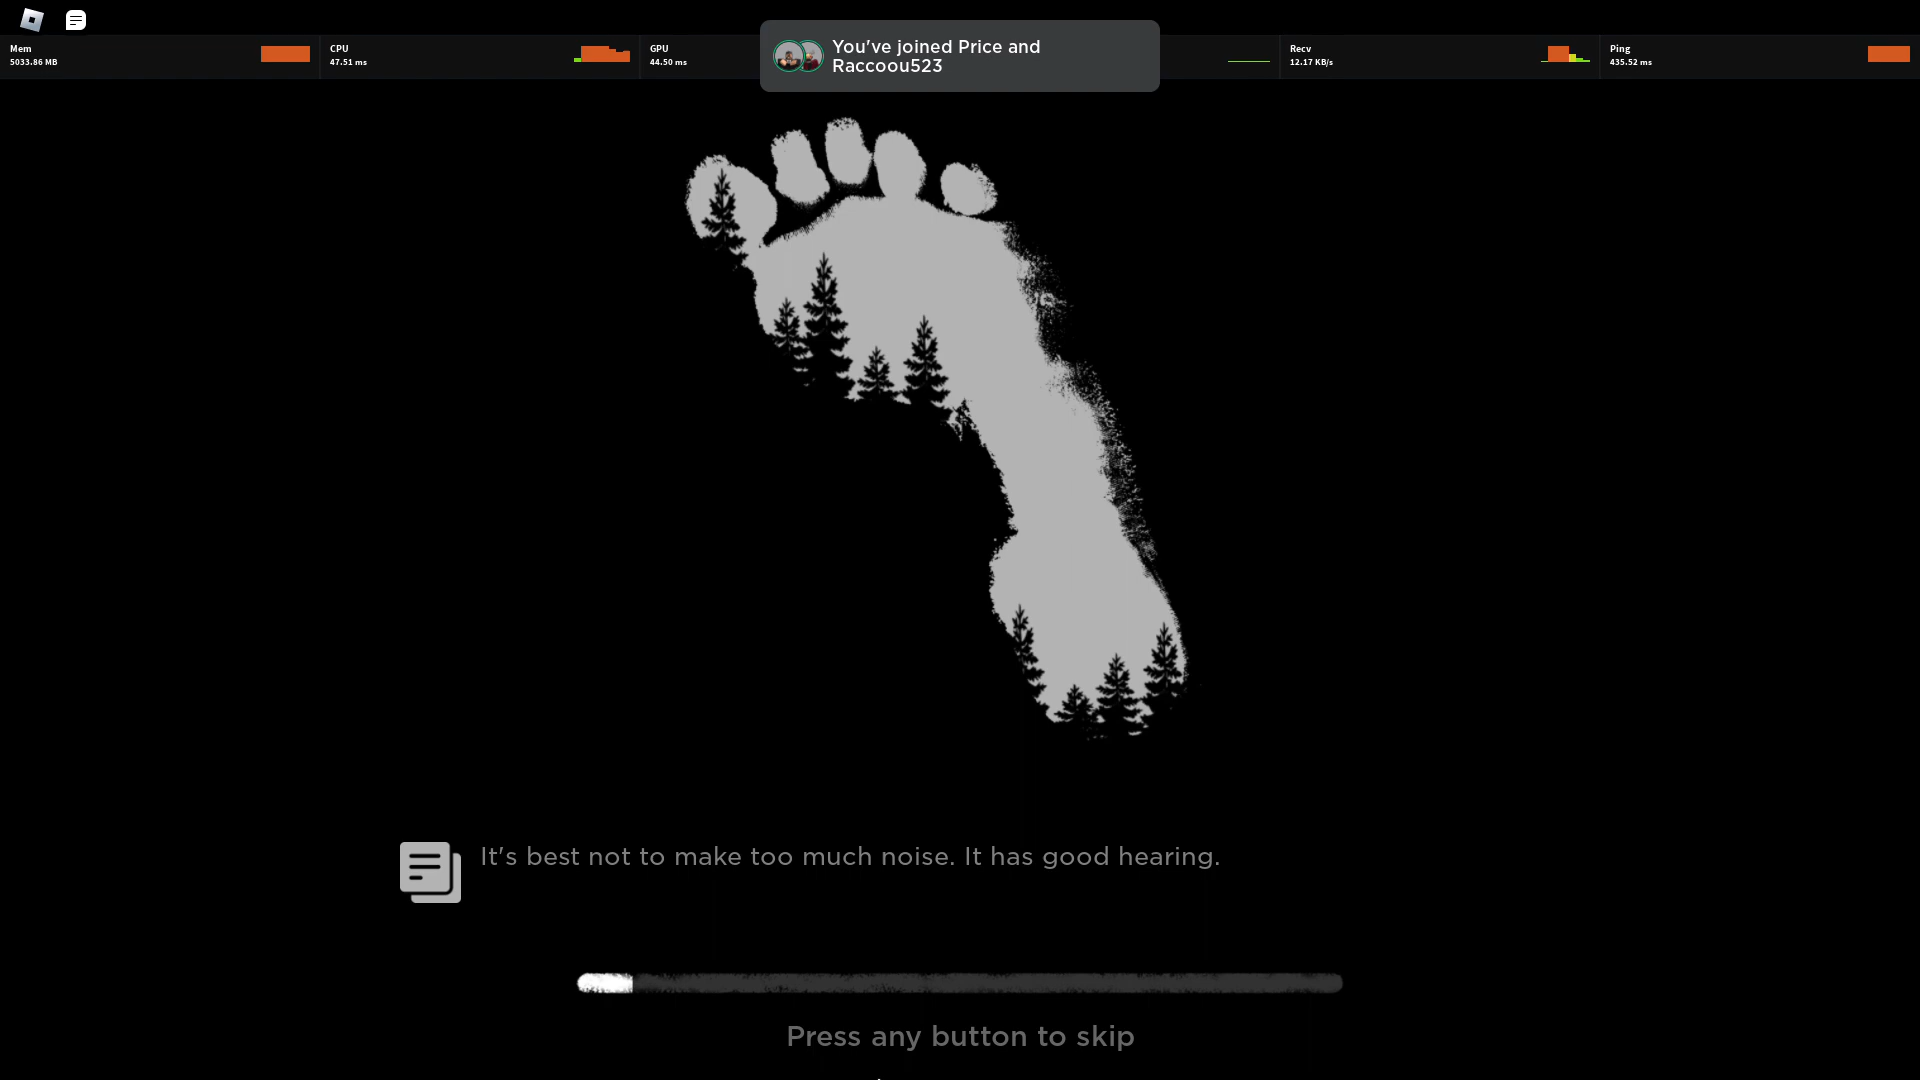 Mem
5033.86 MB
CPU
47.51 ms
GPU
44.50 ms
You've joined Price and
Raccoou523
Recv
12.17 KB/s
Ping
435.52 ms
It's best not to make too much noise. It has good hearing.
Press any button to skip